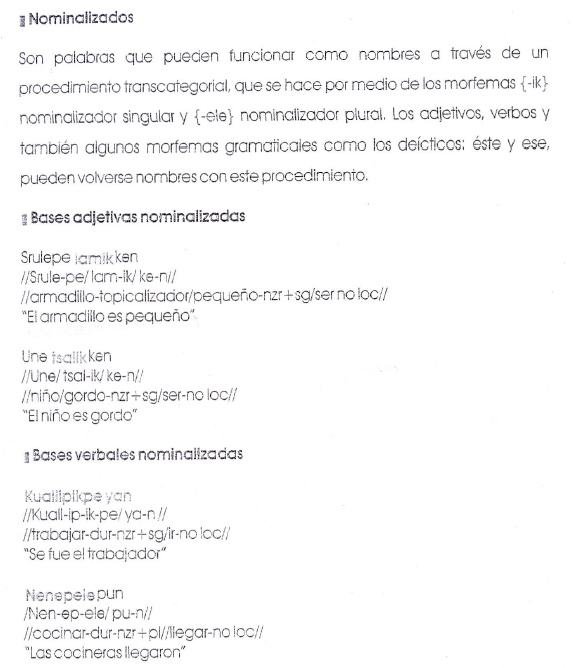 Nominalizados
Son palabras que pueden funcionar como nombres a través de un
procedimiento transcategorial, que se hace por medio de los morfemas {-ik}
nominalizador singular y {-ele} nominalizador plural. Los adjetivos, verbos y
también algunos morfemas gramaticales como los deícticos: éste y ese,
pueden volverse nombres con este procedimiento.
Bases adjetivas nominalizadas
Srulepe lamik ken
//Srule-pe/ lam-ik/ ke-n//
//armadillo-topicalizador/pequeño-nzr+sg/ser no loc//
"El armadillo es pequeño"
Une tsalik ken
//Une/ tsal-ik/ ke-n//
//niño/gordo-nzr+sg/ser-no loc//
"El niño es gordo"
Bases verbales nominalizadas
Kuallipikpe yan
//Kuall-ip-ik-pe/ ya-n //
//trabajar-dur-nzr+sg/ir-no loc//
"Se fue el trabajador"
Nenepele pun
/Nen-ep-ele/ pu-n//
//cocinar-dur-nzr+pl//llegar-no loc//
"Las cocineras llegaron"